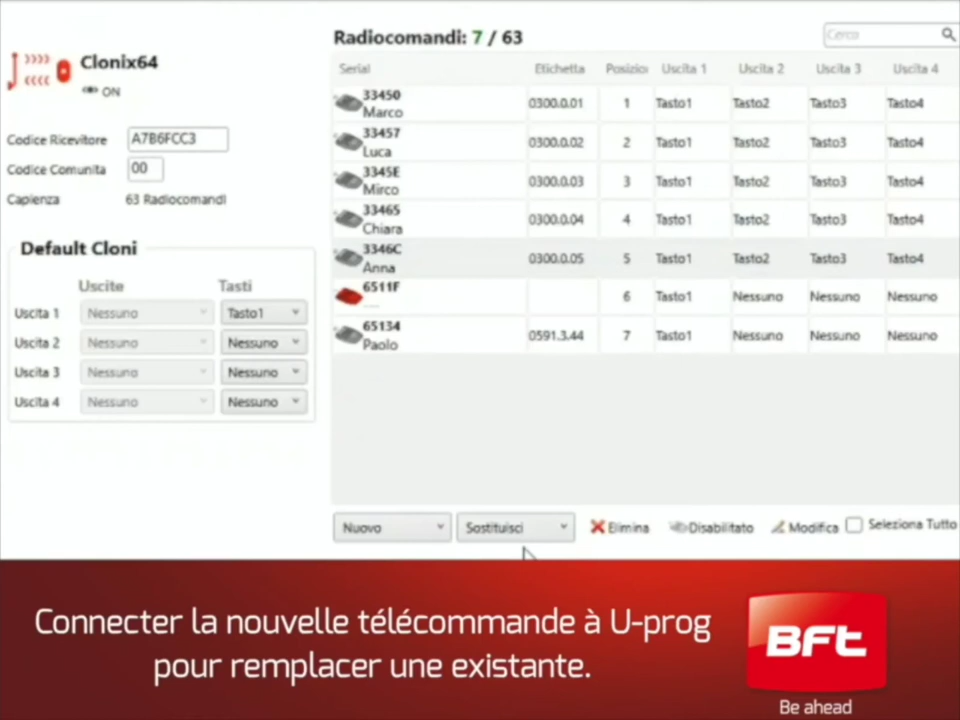 Clonix64
ON
Codice Ricevitore A7B6FCC3
Codice Comunita 00
Capienza 63 Radiocomandi
Default Cloni
Uscite Tasti
Uscita 1 Nessuno Tasto1
Uscita 2 Nessuno Nessuno
Uscita 3 Nessuno Nessuno
Uscita 4 Nessuno Nessuno
Radiocomandi: 7 / 63
Cerca
Serial Etichetta Posizio Uscita 1 Uscita 2 Uscita 3 Uscita 4
33450
Marco 0300.0.01 1 Tasto1 Tasto2 Tasto3 Tasto4
33457
Luca 0300.0.02 2 Tasto1 Tasto2 Tasto3 Tasto4
3345E
Mirco 0300.0.03 3 Tasto1 Tasto2 Tasto3 Tasto4
33465
Chiara 0300.0.04 4 Tasto1 Tasto2 Tasto3 Tasto4
3346C
Anna 0300.0.05 5 Tasto1 Tasto2 Tasto3 Tasto4
6511F
.... 6 Tasto1 Nessuno Nessuno Nessuno
65134
Paolo 0591.3.44 7 Tasto1 Nessuno Nessuno Nessuno
Nuovo Sostituisci Elimina Disabilitato Modifica Seleziona Tutto
Connecter la nouvelle télécommande à U-prog
pour remplacer une existante.
BFt
Be ahead